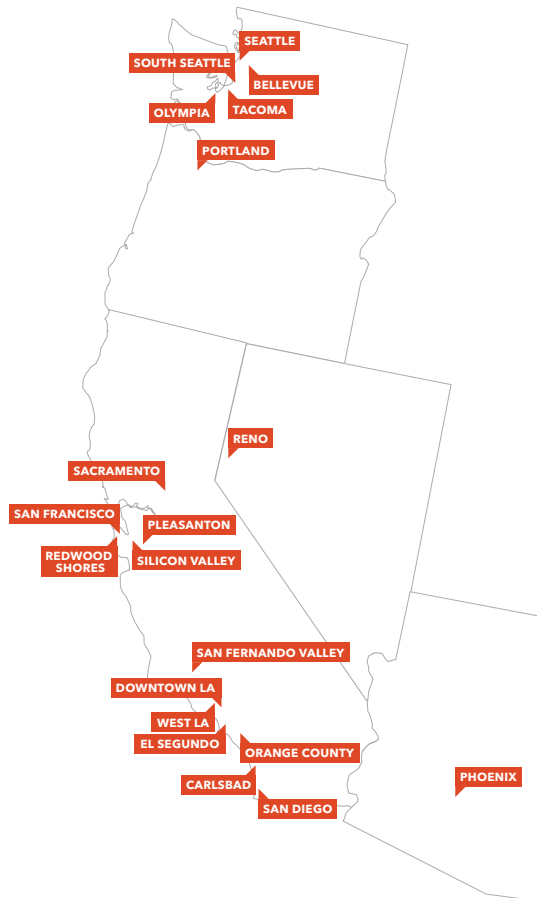 SEATTLE
SOUTH SEATTLE
BELLEVUE
OLYMPIA
TACOMA
PORTLAND
RENO
SACRAMENTO
SAN FRANCISCO
PLEASANTON
REDWOOD
SHORES
SILICON VALLEY
SAN FERNANDO VALLEY
DOWNTOWN LA
WEST LA
EL SEGUNDO
ORANGE COUNTY
PHOENIX
CARLSBAD
SAN DIEGO